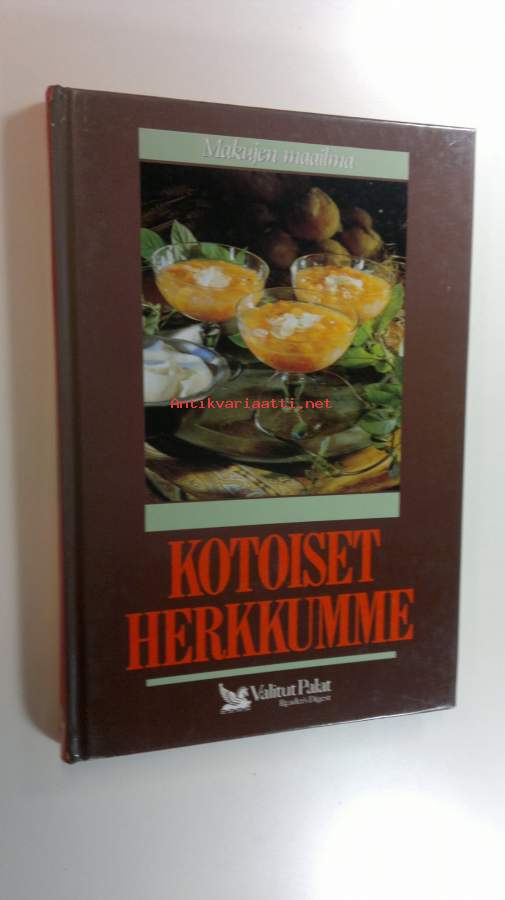 Makujen maailma
Antikvariaatti.net
KOTOISET
HERKKUMME
Valitut Palat
Reader's Digest